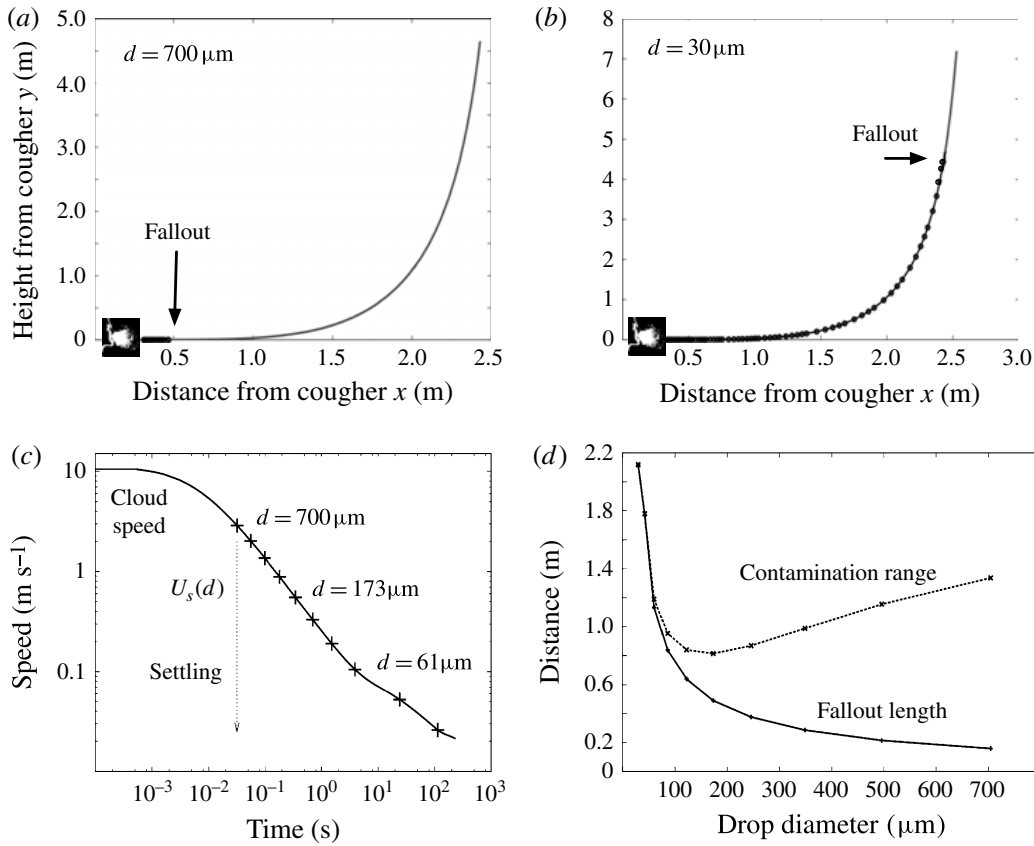 (a)
5.0
4.0
3.0
2.0
1.0
0
d = 700 μm
Fallout
0.5
1.0
1.5
2.0
2.5
Height from cougher y (m)
Distance from cougher x (m)
(b)
8
7
6
5
4
3
2
1
0
d = 30 μm
Fallout
0.5
1.0
1.5
2.0
2.5
3.0
Distance from cougher x (m)
(c)
10
1
0.1
Cloud
speed
d = 700 μm
U_s(d)
d = 173μm
Settling
d = 61μm
10⁻³
10⁻²
10⁻¹
10⁰
10¹
10²
10³
Speed (m s⁻¹)
Time (s)
(d)
2.2
1.8
1.4
1.0
0.6
0.2
0
Contamination range
Fallout length
100
200
300
400
500
600
700
Distance (m)
Drop diameter (μm)